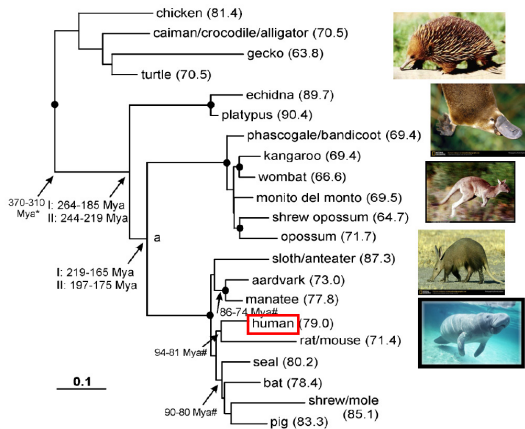 chicken (81.4)
caiman/crocodile/alligator (70.5)
gecko (63.8)
turtle (70.5)
echidna (89.7)
platypus (90.4)
phascogale/bandicoot (69.4)
kangaroo (69.4)
wombat (66.6)
monito del monto (69.5)
shrew opossum (64.7)
opossum (71.7)
370-310
Mya*
I: 264-185 Mya
II: 244-219 Mya
a
I: 219-165 Mya
II: 197-175 Mya
sloth/anteater (87.3)
aardvark (73.0)
manatee (77.8)
86-74 Mya#
human (79.0)
rat/mouse (71.4)
94-81 Mya#
seal (80.2)
bat (78.4)
shrew/mole
(85.1)
90-80 Mya#
pig (83.3)
0.1